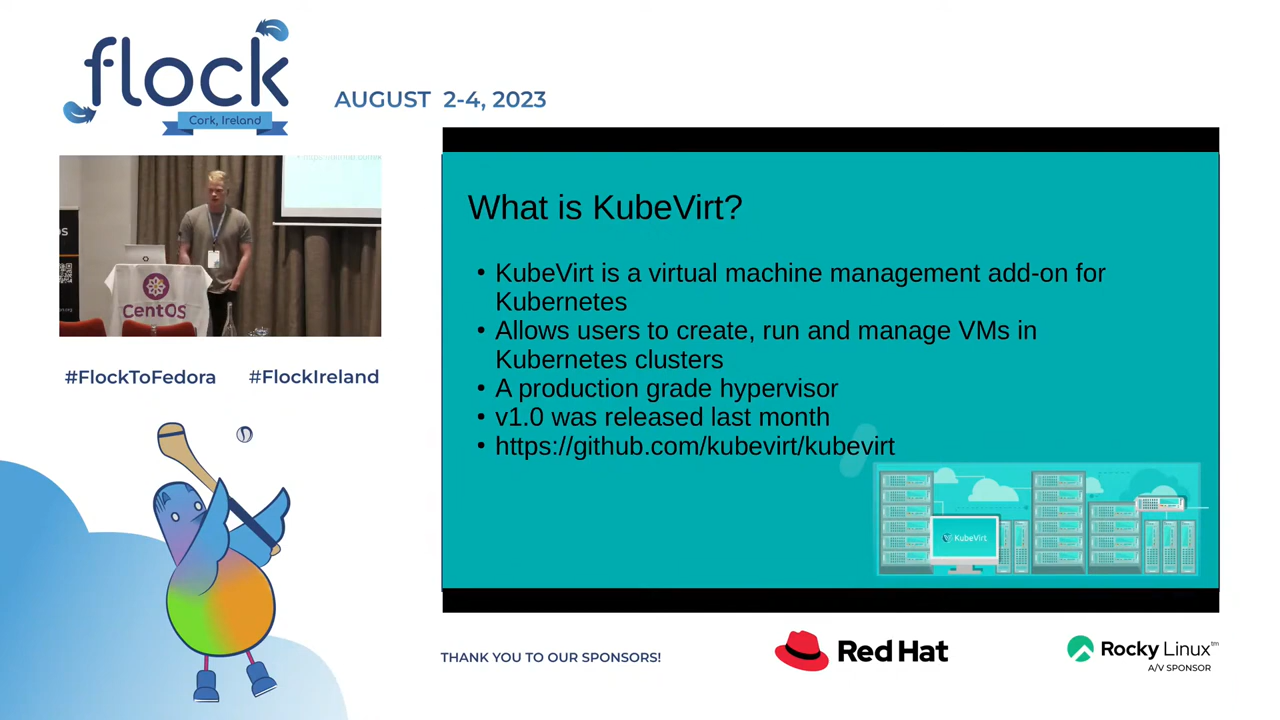 flock
Cork, Ireland
AUGUST 2-4, 2023
CentOS
#FlockToFedora #FlockIreland
What is KubeVirt?
• KubeVirt is a virtual machine management add-on for
Kubernetes
• Allows users to create, run and manage VMs in
Kubernetes clusters
• A production grade hypervisor
• v1.0 was released last month
• https://github.com/kubevirt/kubevirt
KubeVirt
THANK YOU TO OUR SPONSORS!
Red Hat
Rocky Linux™
A/V SPONSOR